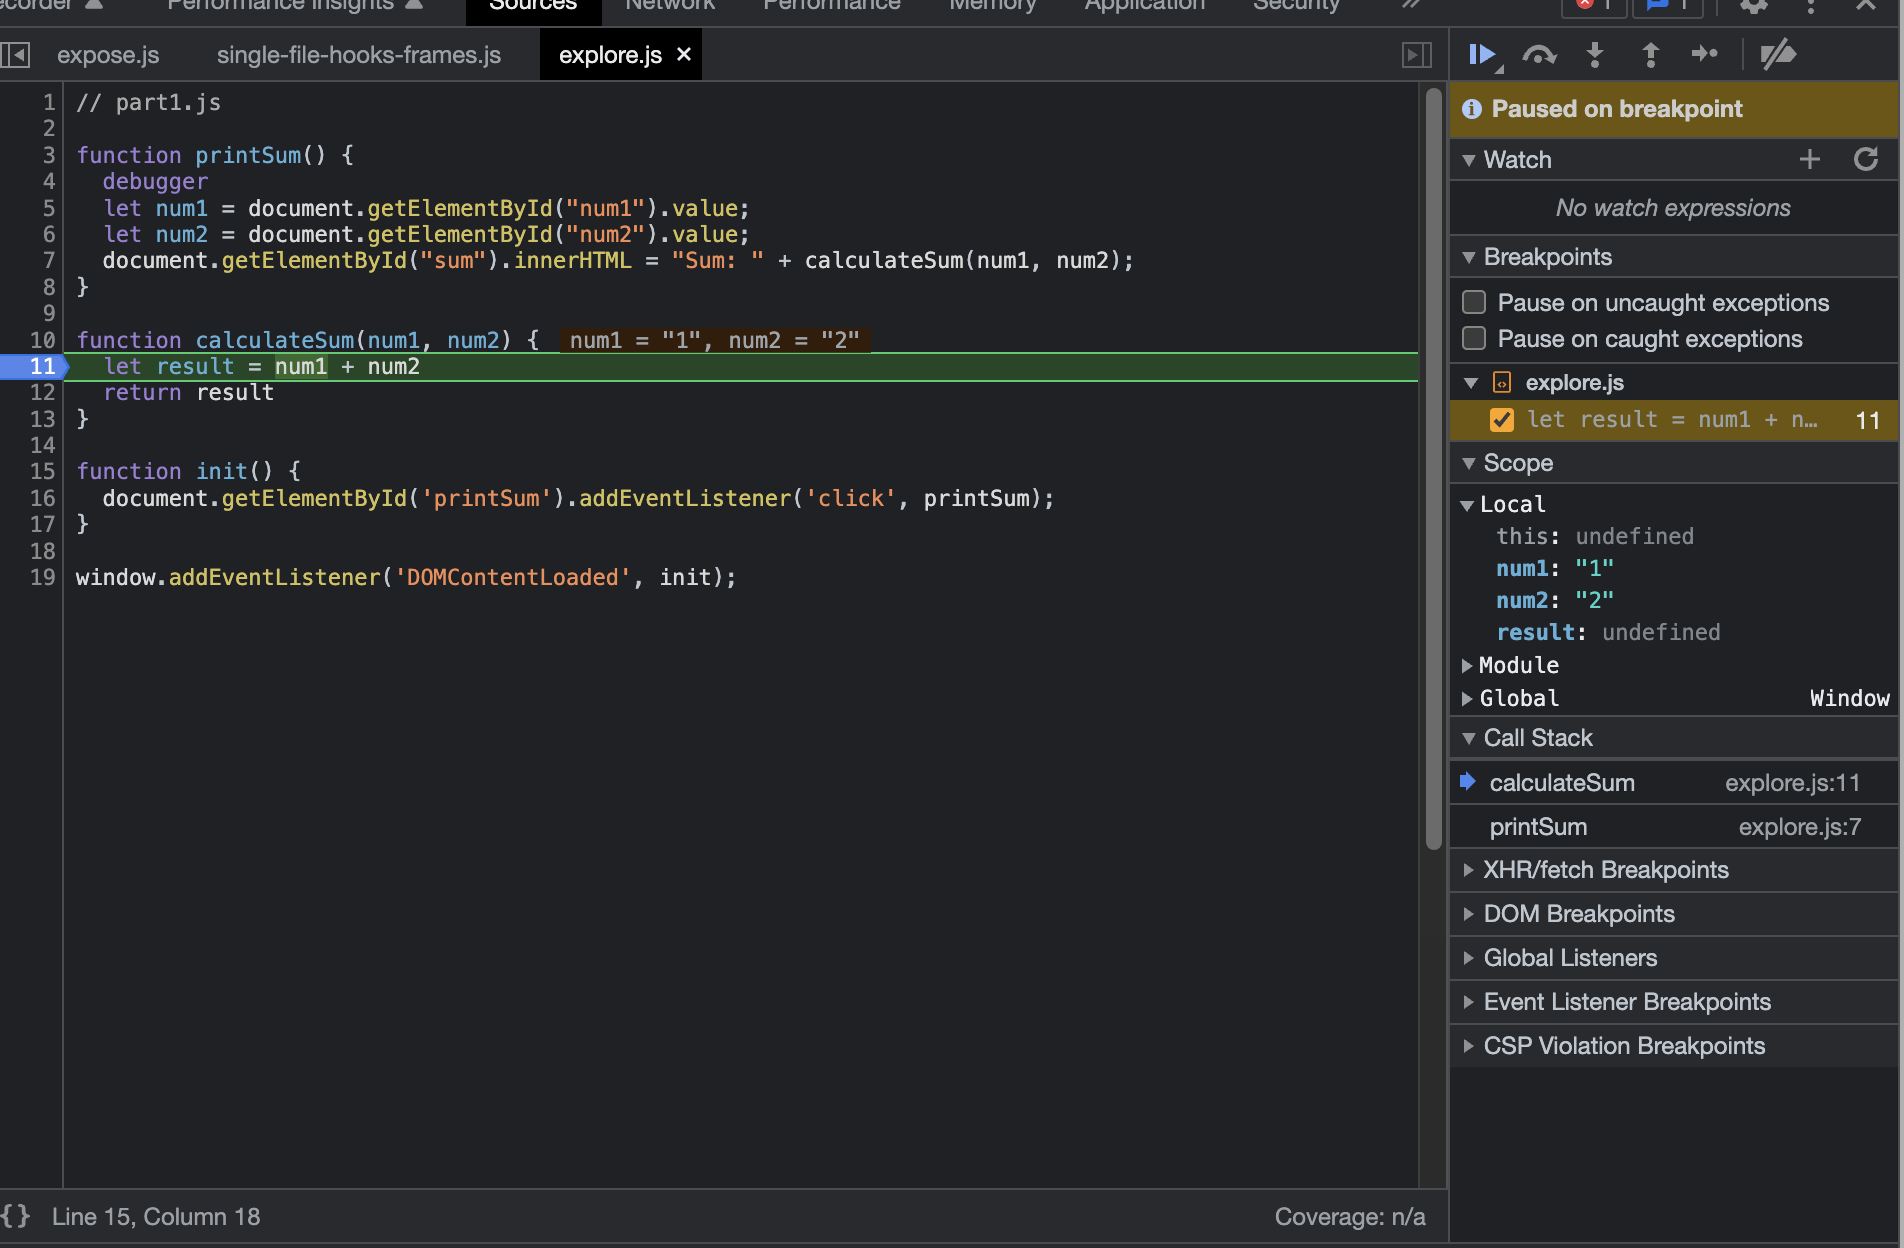 ecorder Performance insights Sources Network Performance Memory Application Security » 1 1
expose.js single-file-hooks-frames.js explore.js ×
1 // part1.js
2
3 function printSum() {
4 debugger
5 let num1 = document.getElementById("num1").value;
6 let num2 = document.getElementById("num2").value;
7 document.getElementById("sum").innerHTML = "Sum: " + calculateSum(num1, num2);
8 }
9
10 function calculateSum(num1, num2) { num1 = "1", num2 = "2"
11 let result = num1 + num2
12 return result
13 }
14
15 function init() {
16 document.getElementById('printSum').addEventListener('click', printSum);
17 }
18
19 window.addEventListener('DOMContentLoaded', init);
{} Line 15, Column 18
Coverage: n/a
Paused on breakpoint
Watch
No watch expressions
Breakpoints
Pause on uncaught exceptions
Pause on caught exceptions
explore.js
let result = num1 + n… 11
Scope
Local
this: undefined
num1: "1"
num2: "2"
result: undefined
Module
Global Window
Call Stack
calculateSum explore.js:11
printSum explore.js:7
XHR/fetch Breakpoints
DOM Breakpoints
Global Listeners
Event Listener Breakpoints
CSP Violation Breakpoints